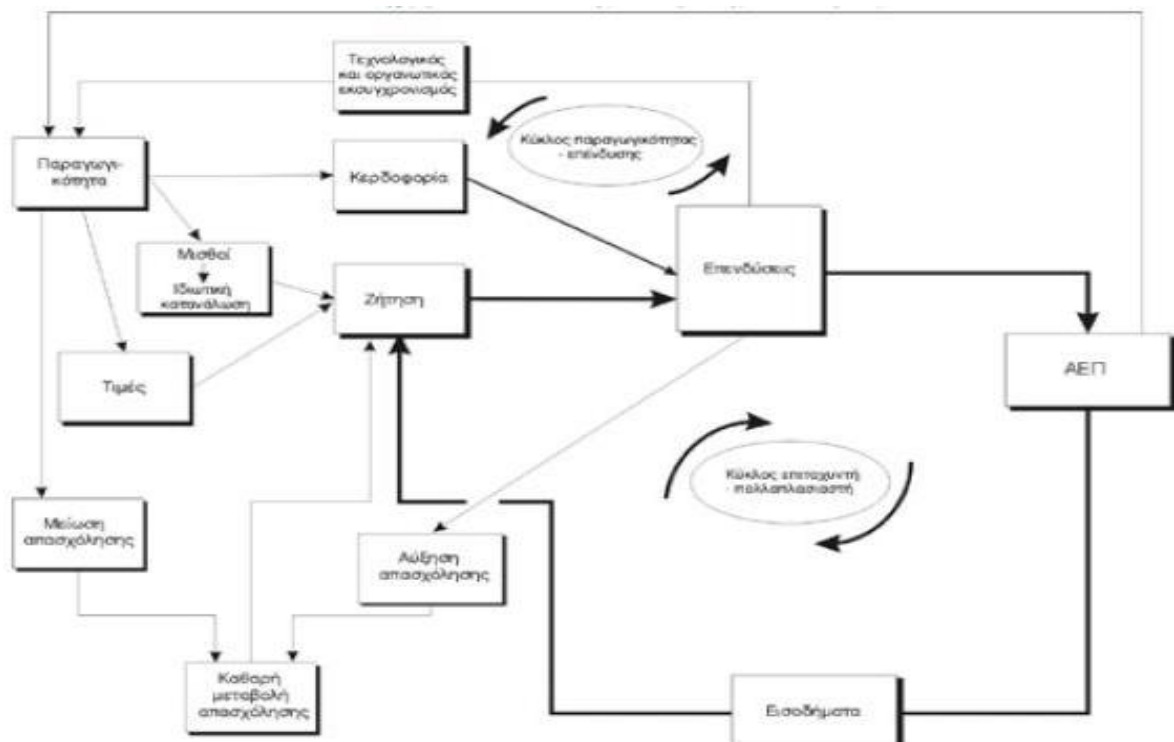 Τεχνολογικός
και οργανωτικός
εκσυγχρονισμός
Κύκλος παραγωγικότητας
- επένδυσης
Παραγωγι-
κότητα
Κερδοφορία
Επενδύσεις
Μισθοί
Ιδιωτική
κατανάλωση
Ζήτηση
Τιμές
ΑΕΠ
Κύκλος επιταχυντή
- πολλαπλασιαστή
Μείωση
απασχόλησης
Αύξηση
απασχόλησης
Καθαρή
μεταβολή
απασχόλησης
Εισοδήματα